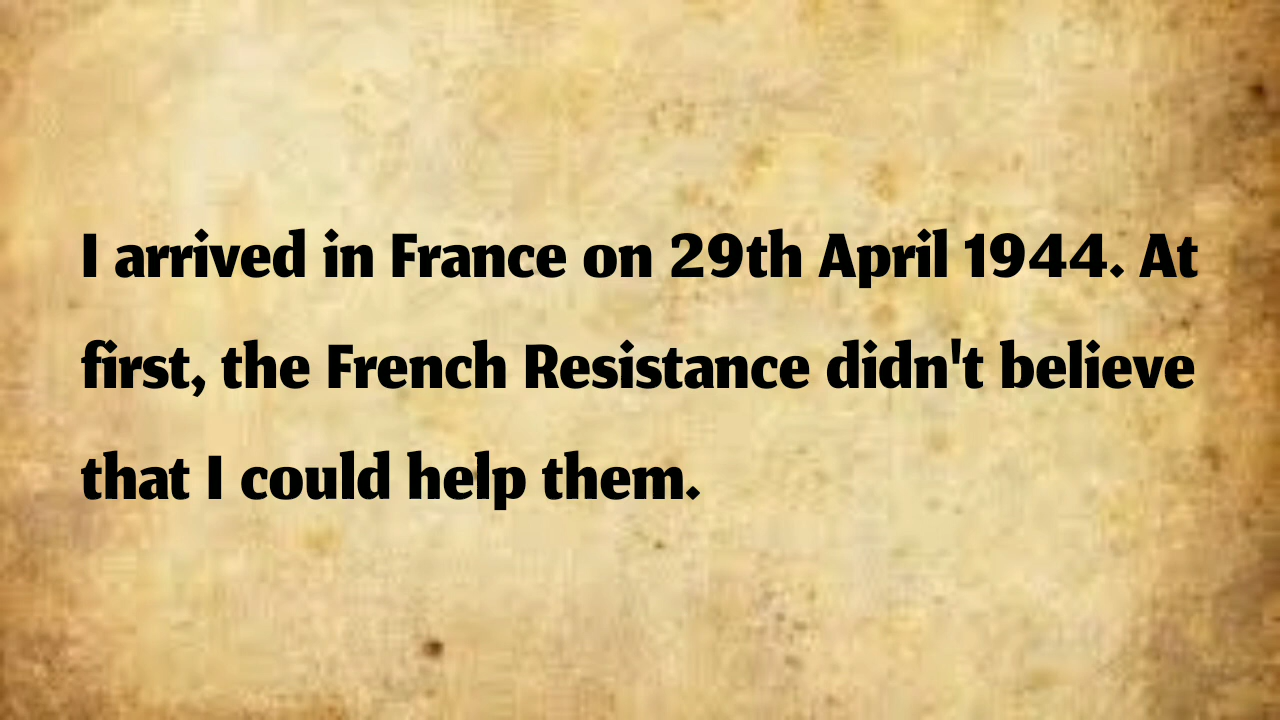 I arrived in France on 29th April 1944. At
first, the French Resistance didn't believe
that I could help them.